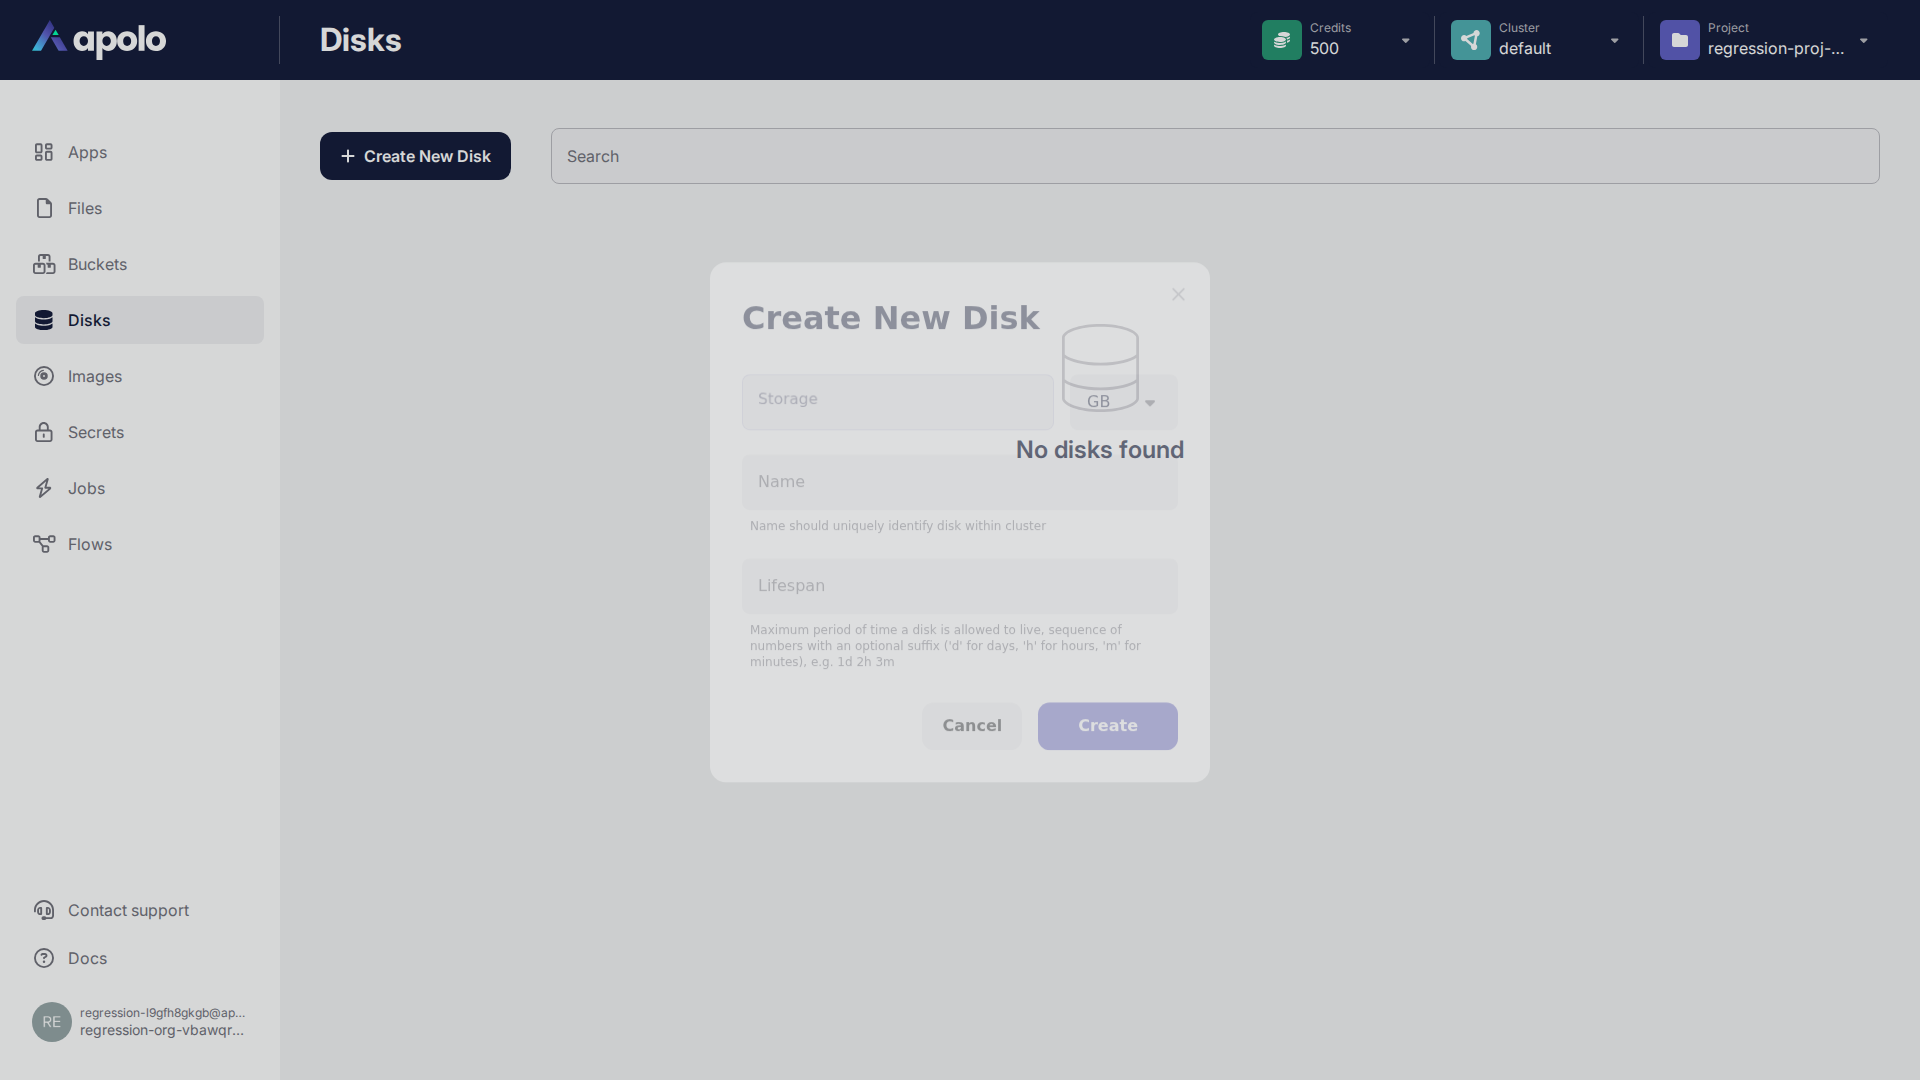 apolo
Disks
Credits
500
Cluster
default
Project
regression-proj-...
Apps
Files
Buckets
Disks
Images
Secrets
Jobs
Flows
Contact support
Docs
RE
regression-l9gfh8gkgb@ap...
regression-org-vbawqr...
Create New Disk
Search
Create New Disk
Storage
GB
No disks found
Name
Name should uniquely identify disk within cluster
Lifespan
Maximum period of time a disk is allowed to live, sequence of
numbers with an optional suffix ('d' for days, 'h' for hours, 'm' for
minutes), e.g. 1d 2h 3m
Cancel
Create